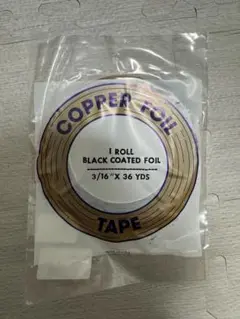 COPPER FOIL
1 ROLL
BLACK COATED FOIL
3/16" X 36 YDS
TAPE